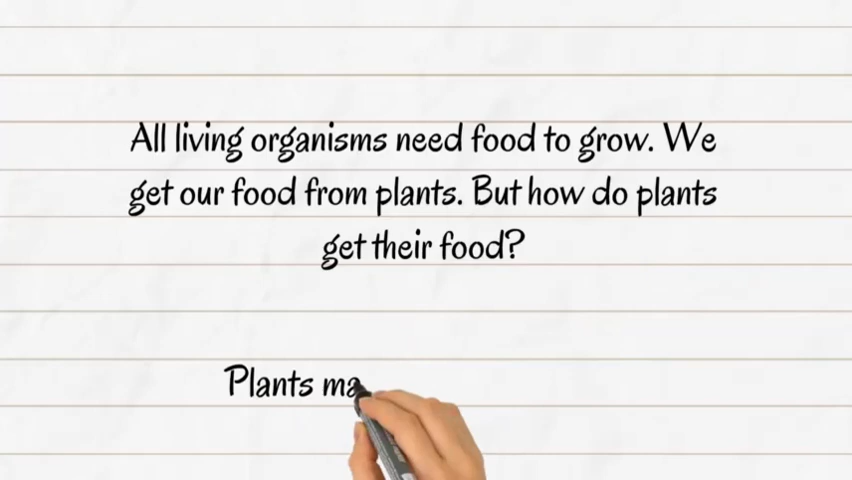 All living organisms need food to grow. We
get our food from plants. But how do plants
get their food?
Plants ma